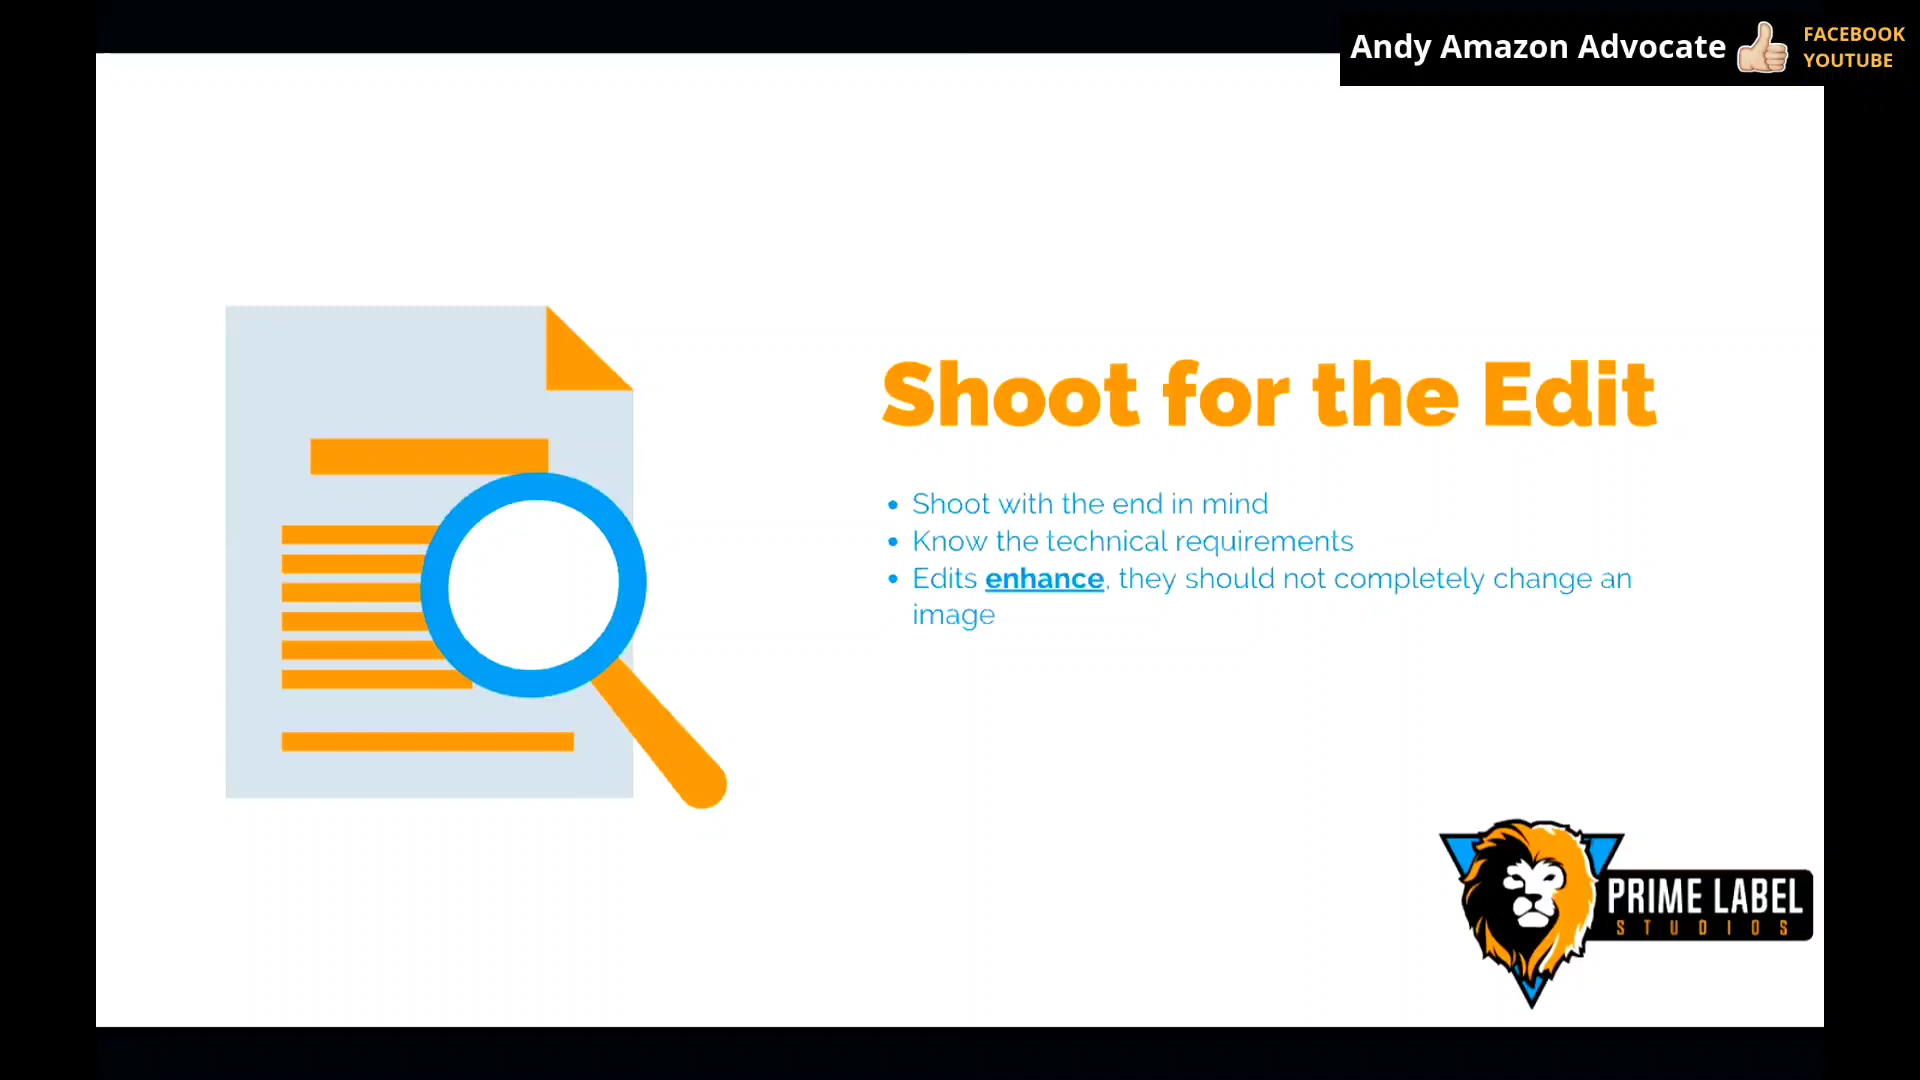 Andy Amazon Advocate
FACEBOOK
YOUTUBE
Shoot for the Edit
• Shoot with the end in mind
• Know the technical requirements
• Edits enhance, they should not completely change an
image
PRIME LABEL
STUDIOS